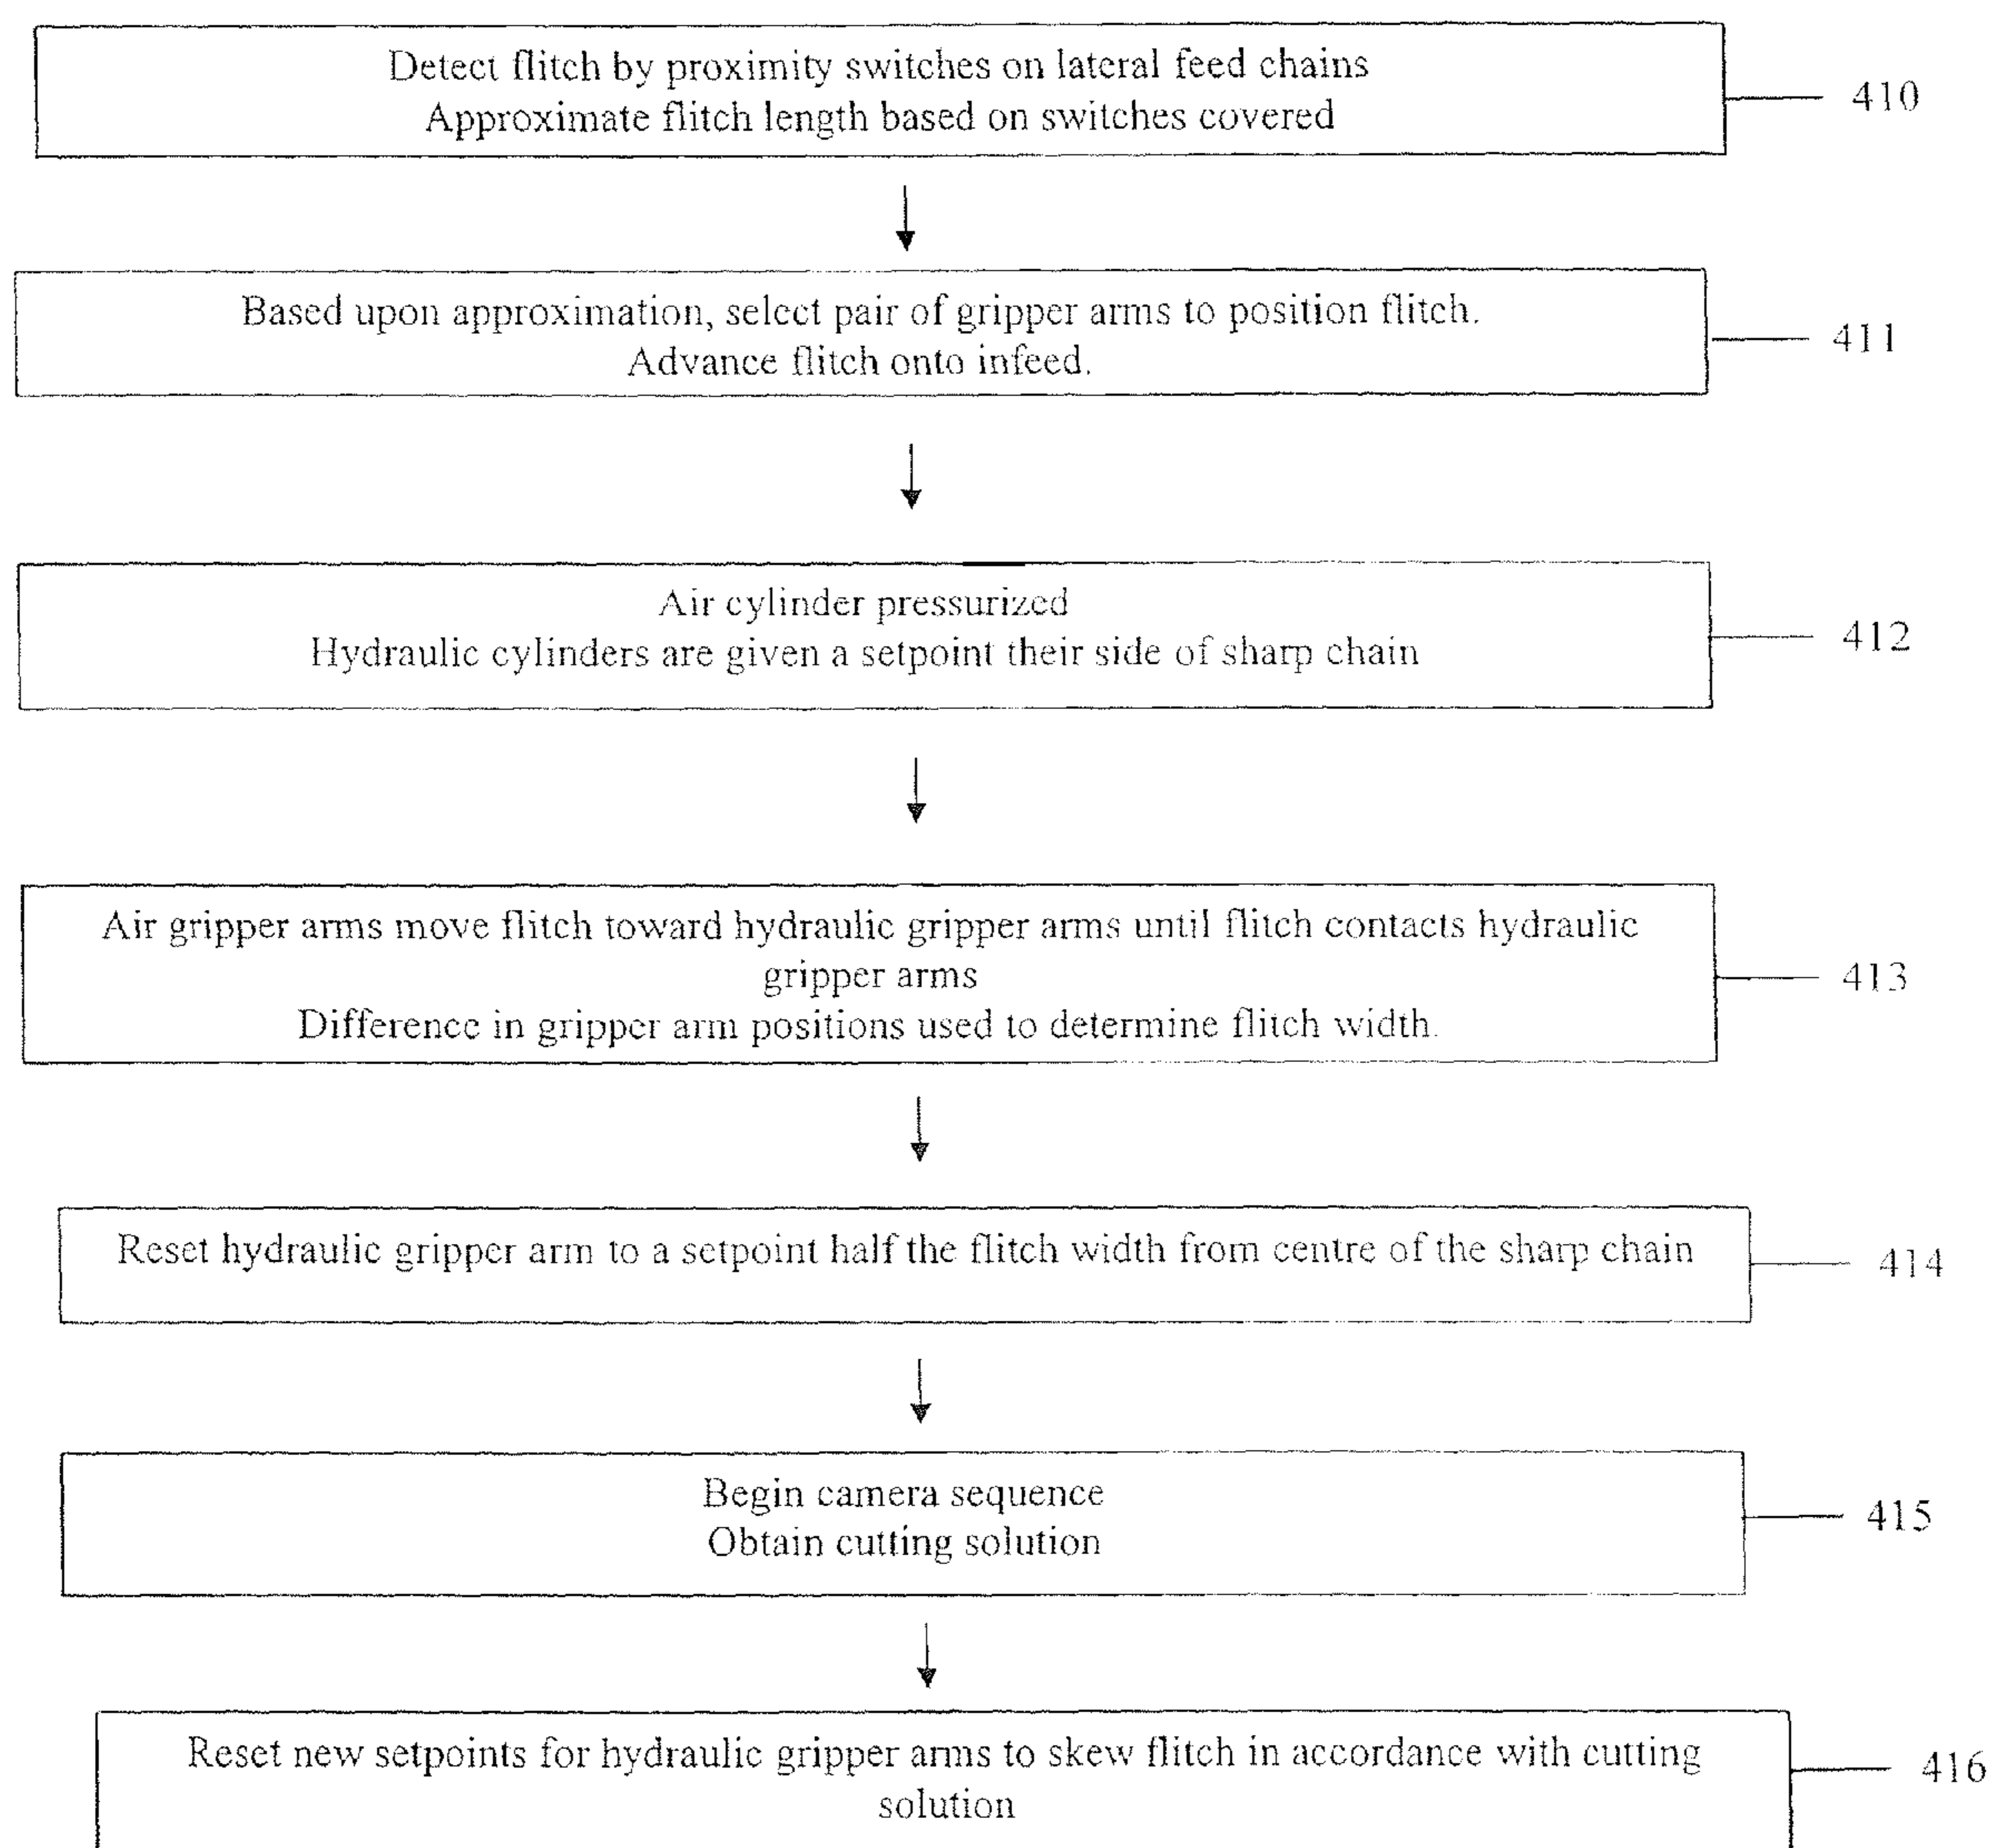 Detect flitch by proximity switches on lateral feed chains
Approximate flitch length based on switches covered
410
Based upon approximation, select pair of gripper arms to position flitch.
Advance flitch onto infeed.
411
Air cylinder pressurized
Hydraulic cylinders are given a setpoint their side of sharp chain
412
Air gripper arms move flitch toward hydraulic gripper arms until flitch contacts hydraulic
gripper arms
Difference in gripper arm positions used to determine flitch width.
413
Reset hydraulic gripper arm to a setpoint half the flitch width from centre of the sharp chain
414
Begin camera sequence
Obtain cutting solution
415
Reset new setpoints for hydraulic gripper arms to skew flitch in accordance with cutting
solution
416